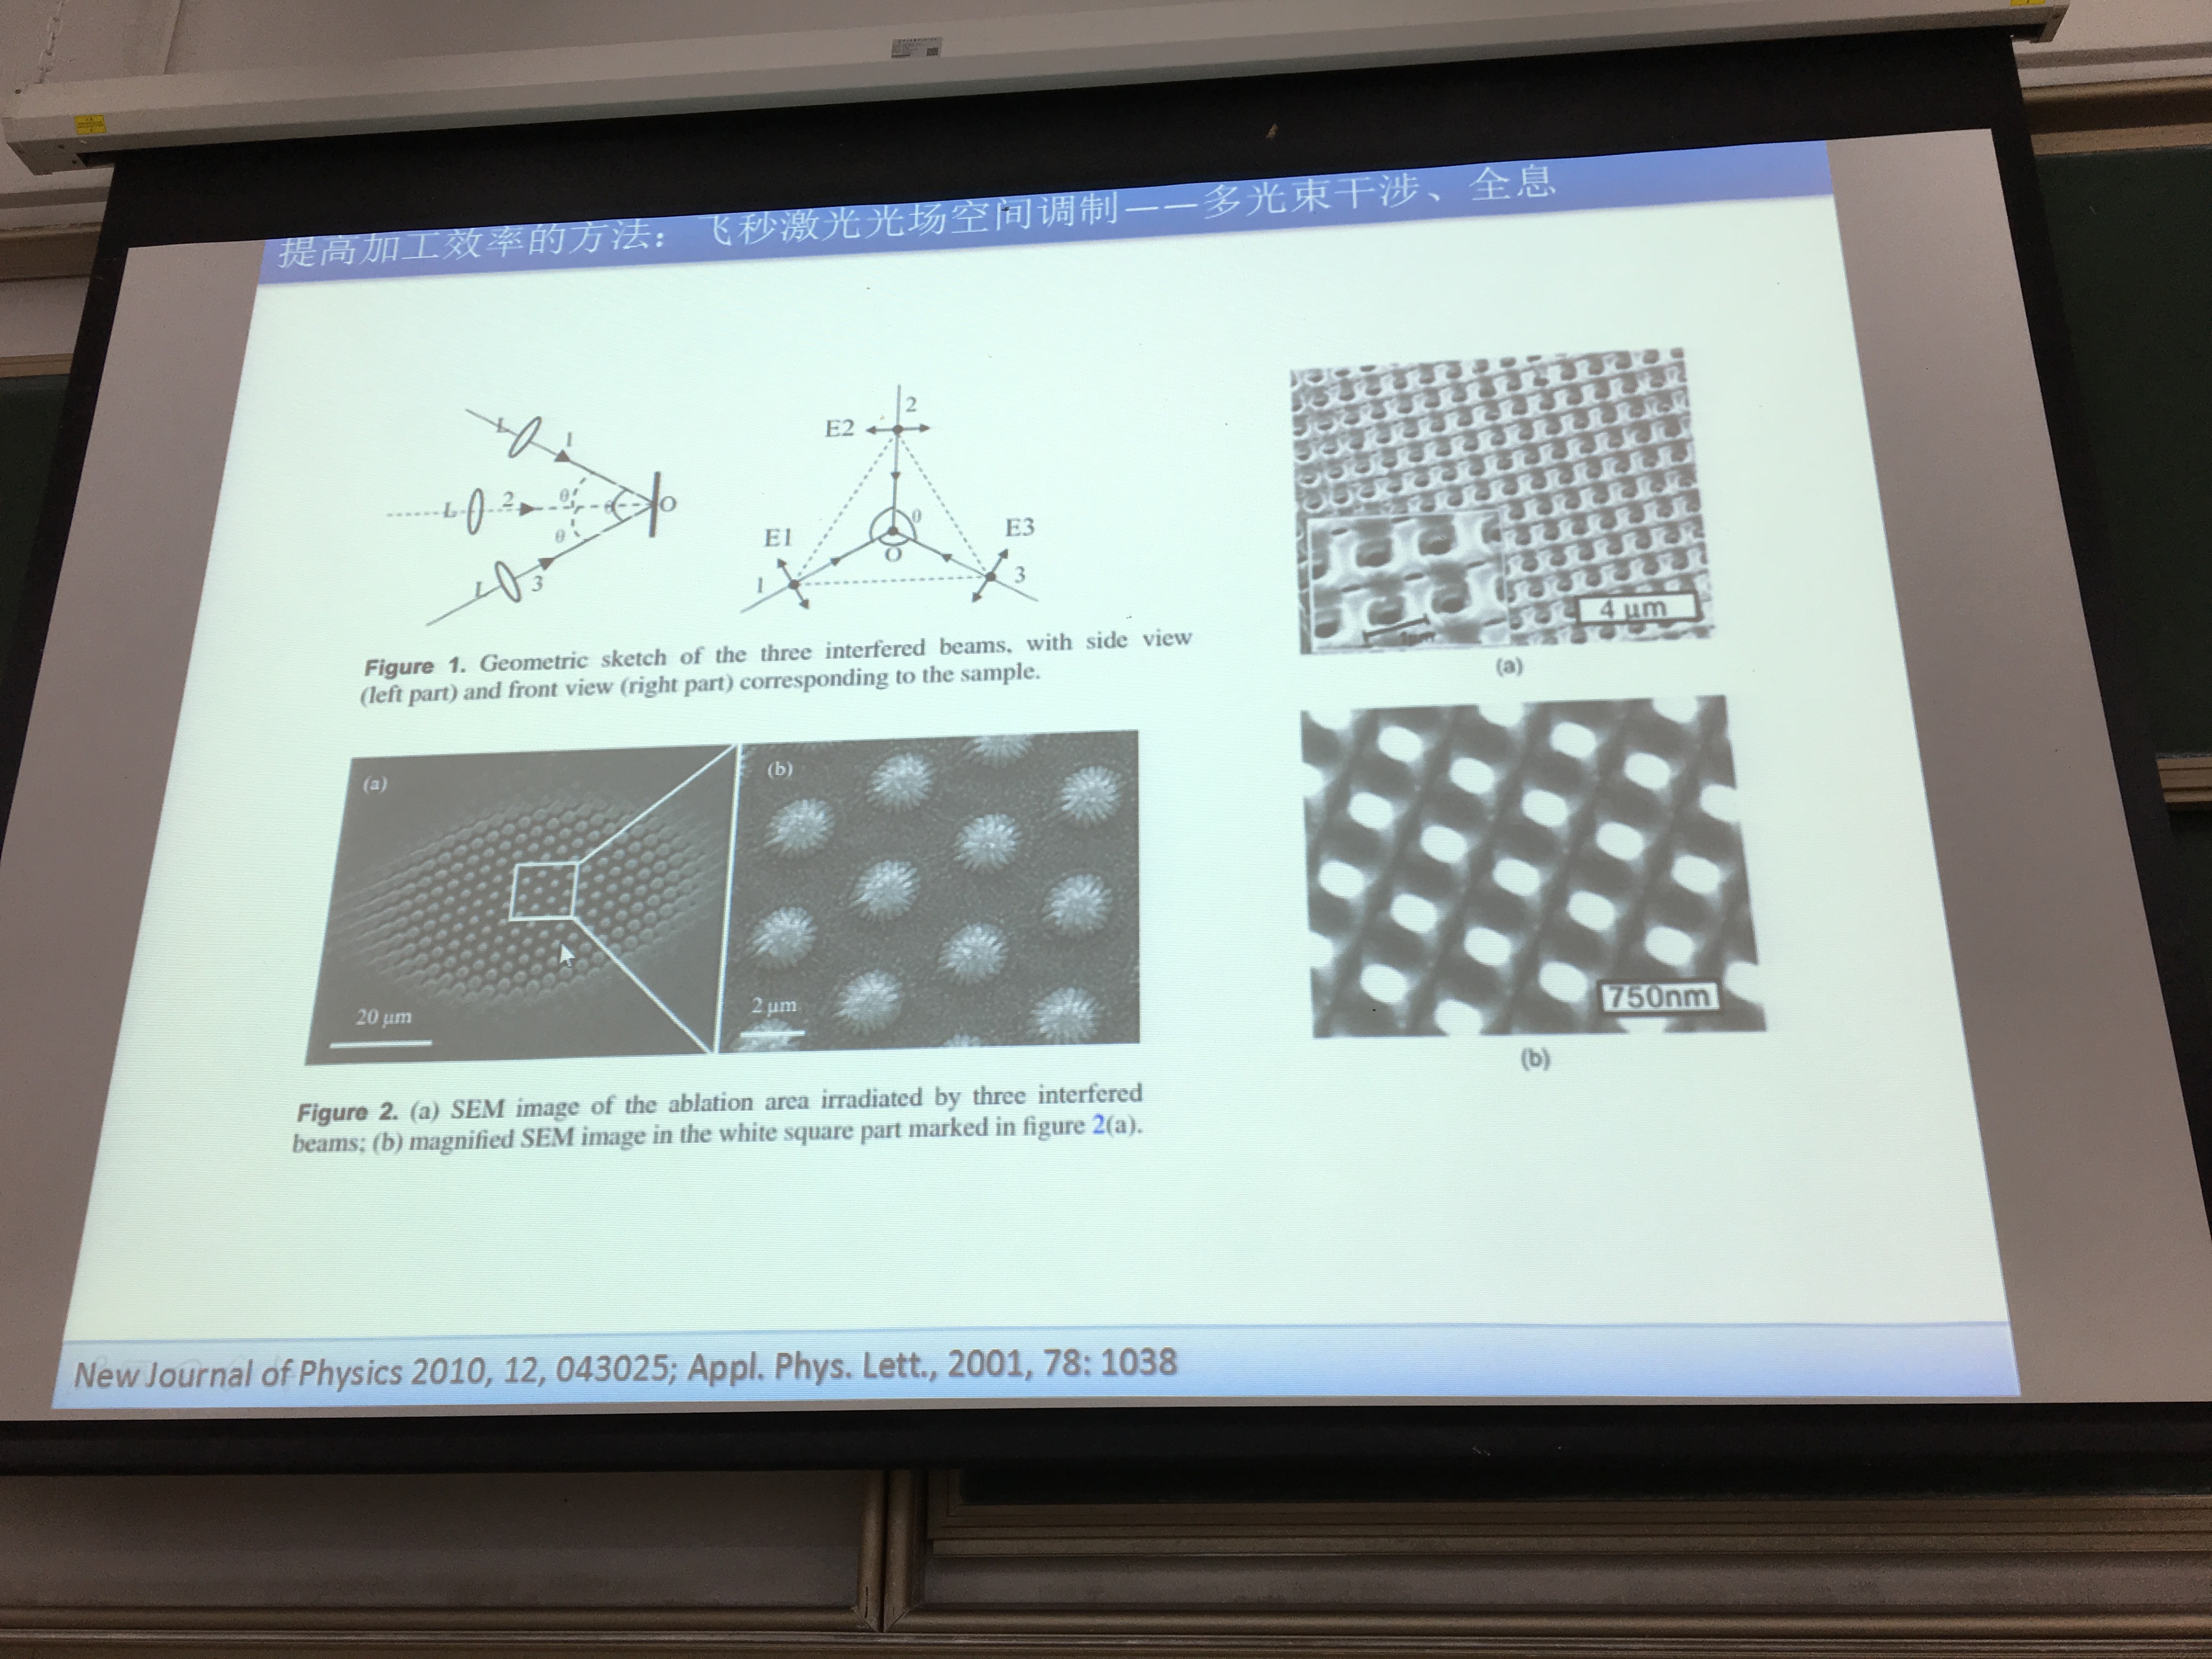 提高加工效率的方法：飞秒激光光场空间调制——多光束干涉、全息
L
1
L
2
θ
θ
O
L
3
2
E2
E1
E3
θ
O
1
3
Figure 1. Geometric sketch of the three interfered beams, with side view
(left part) and front view (right part) corresponding to the sample.
4 µm
(a)
(a)
(b)
20 µm
2 µm
750nm
(b)
Figure 2. (a) SEM image of the ablation area irradiated by three interfered
beams; (b) magnified SEM image in the white square part marked in figure 2(a).
New Journal of Physics 2010, 12, 043025; Appl. Phys. Lett., 2001, 78: 1038